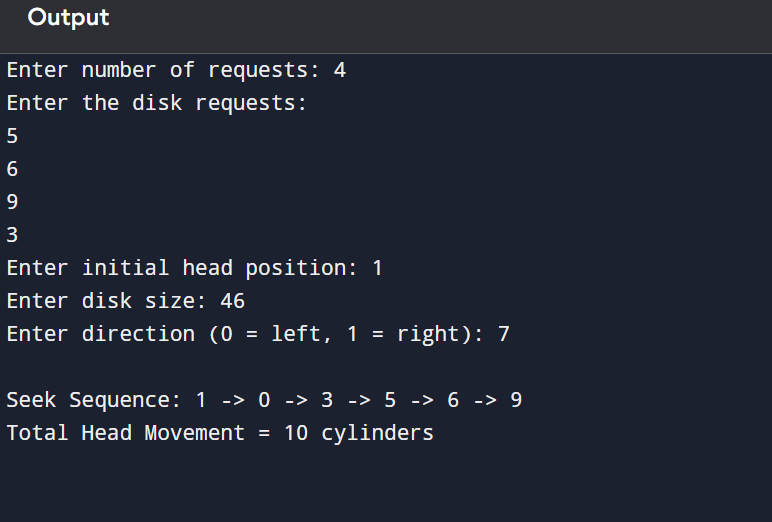 Output
Enter number of requests: 4
Enter the disk requests:
5
6
9
3
Enter initial head position: 1
Enter disk size: 46
Enter direction (0 = left, 1 = right): 7
Seek Sequence: 1 -> 0 -> 3 -> 5 -> 6 -> 9
Total Head Movement = 10 cylinders